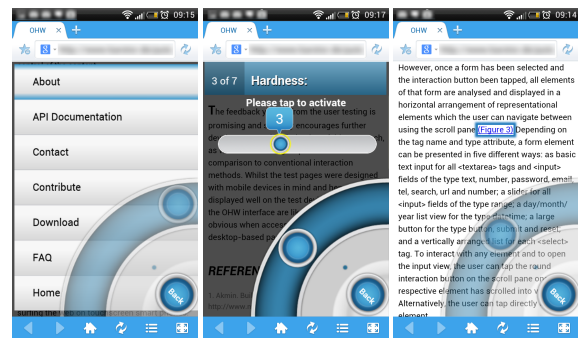 09:15
OHW × +
8
About
API Documentation
Contact
Contribute
Download
FAQ
Home
Back
09:17
OHW × +
8
3 of 7 Hardness:
Please tap to activate
3
The feedback from the user testing is
promising and encourages further
comparison to conventional interaction
methods. Whilst the test pages were designed
with mobile devices in mind and
displayed well on the test
the OHW interface are
obvious when
desktop-based
REFEREN
1.
Back
09:14
OHW × +
8
However, once a form has been selected and
the interaction button been tapped, all elements
of that form are analysed and displayed in a
horizontal arrangement of representational
elements which the user can navigate between
using the scroll pane (Figure 3) Depending on
the tag name and type attribute, a form element
can be presented in five different ways: as basic
text input for all <textarea> tags and <input>
fields of the type text, number, password, email,
tel, search, url and number; a slider for all
<input> fields of the type range; a day/month/
year list view for the type datetime; a large
button for the type button, submit and reset;
and a vertically arranged list for each <select>
tag. To interact with any element and to open
the input view, the user can tap the round
interaction button on the scroll pane
respective element has scrolled into
Alternatively, the user can tap directly
element
Back